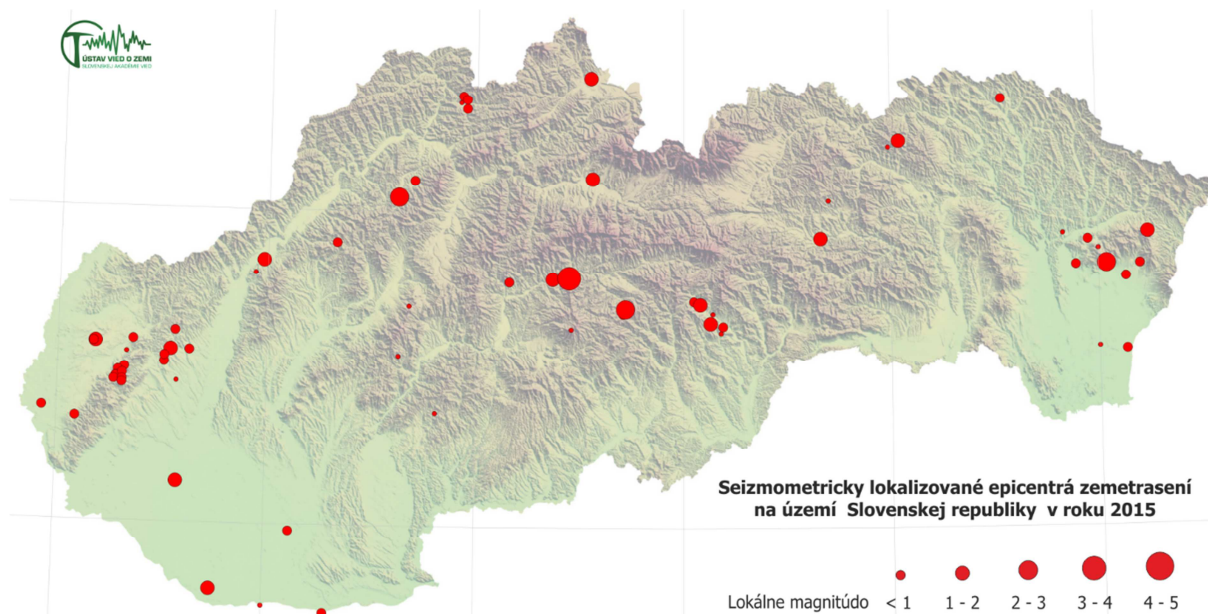 ÚSTAV VIED O ZEMI
SLOVENSKEJ AKADÉMIE VIED
Seizmometricky lokalizované epicentrá zemetrasení
na území Slovenskej republiky v roku 2015
Lokálne magnitúdo < 1 1 - 2 2 - 3 3 - 4 4 - 5